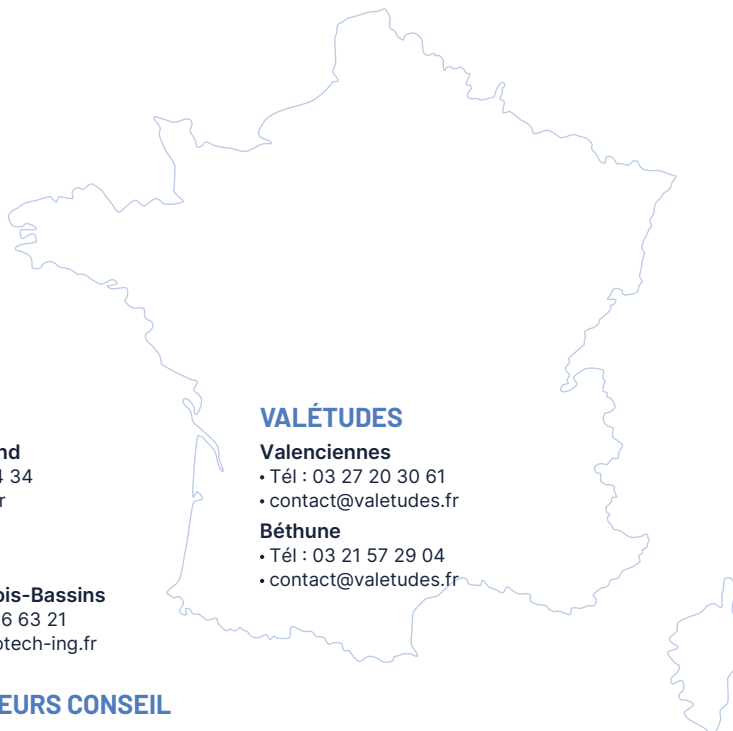 nd
4 34
r
ois-Bassins
6 63 21
otech-ing.fr
EURS CONSEIL
VALÉTUDES
Valenciennes
• Tél : 03 27 20 30 61
• contact@valetudes.fr
Béthune
• Tél : 03 21 57 29 04
• contact@valetudes.fr